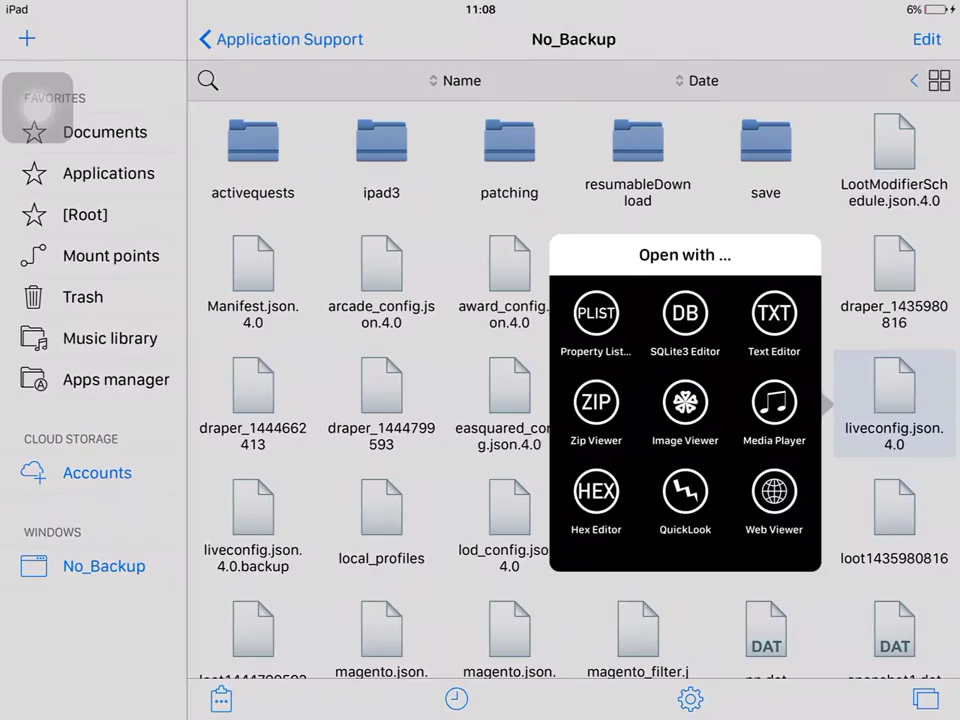 iPad
11:08
6%
Application Support
No_Backup
Edit
Name
Date
FAVORITES
Documents
Applications
[Root]
Mount points
Trash
Music library
Apps manager
CLOUD STORAGE
Accounts
WINDOWS
No_Backup
activequests
ipad3
patching
resumableDown
load
save
LootModifierSch
edule.json.4.0
Manifest.json.
4.0
arcade_config.js
on.4.0
award_config.
on.4.0
draper_1435980
816
draper_1444662
413
draper_1444799
593
easquared_co
g.json.4.0
liveconfig.json.
4.0
liveconfig.json.
4.0.backup
local_profiles
lod_config.js
4.0
loot1435980816
magento.json.
magento.json.
magento_filter.j
DAT
DAT
Open with ...
PLIST
Property List...
DB
SQLite3 Editor
TXT
Text Editor
ZIP
Zip Viewer
Image Viewer
Media Player
HEX
Hex Editor
QuickLook
Web Viewer